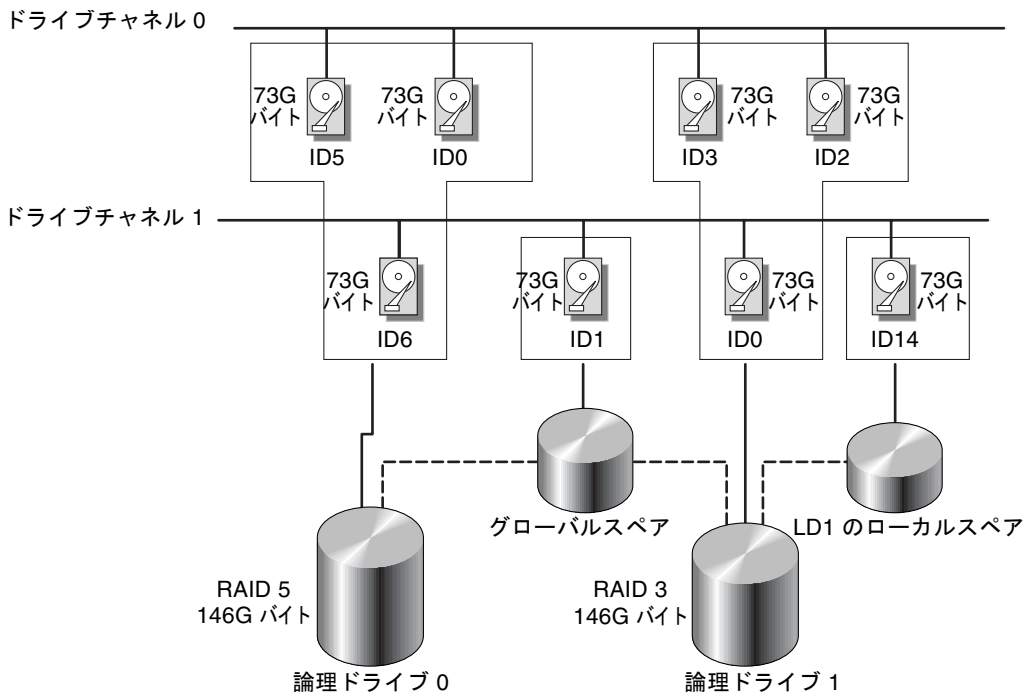 ドライブチャネル 0
73G
バイト
ID5
73G
バイト
ID0
73G
バイト
ID3
73G
バイト
ID2
ドライブチャネル 1
73G
バイト
ID6
73G
バイト
ID1
73G
バイト
ID0
73G
バイト
ID14
グローバルスペア
LD1 のローカルスペア
RAID 5
146G バイト
論理ドライブ 0
RAID 3
146G バイト
論理ドライブ 1